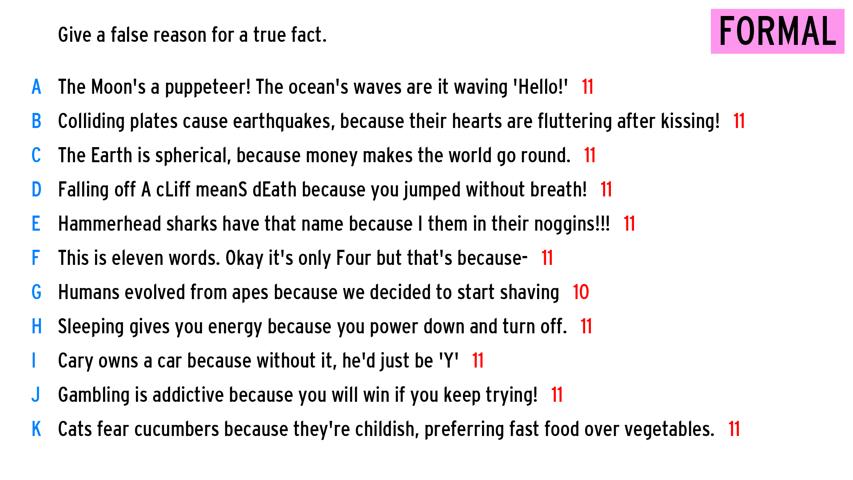 Give a false reason for a true fact.
FORMAL
A The Moon's a puppeteer! The ocean's waves are it waving 'Hello!' 11
B Colliding plates cause earthquakes, because their hearts are fluttering after kissing! 11
C The Earth is spherical, because money makes the world go round. 11
D Falling off A cLiff meanS dEath because you jumped without breath! 11
E Hammerhead sharks have that name because I them in their noggins!!! 11
F This is eleven words. Okay it's only Four but that's because- 11
G Humans evolved from apes because we decided to start shaving 10
H Sleeping gives you energy because you power down and turn off. 11
I Cary owns a car because without it, he'd just be 'Y' 11
J Gambling is addictive because you will win if you keep trying! 11
K Cats fear cucumbers because they're childish, preferring fast food over vegetables. 11